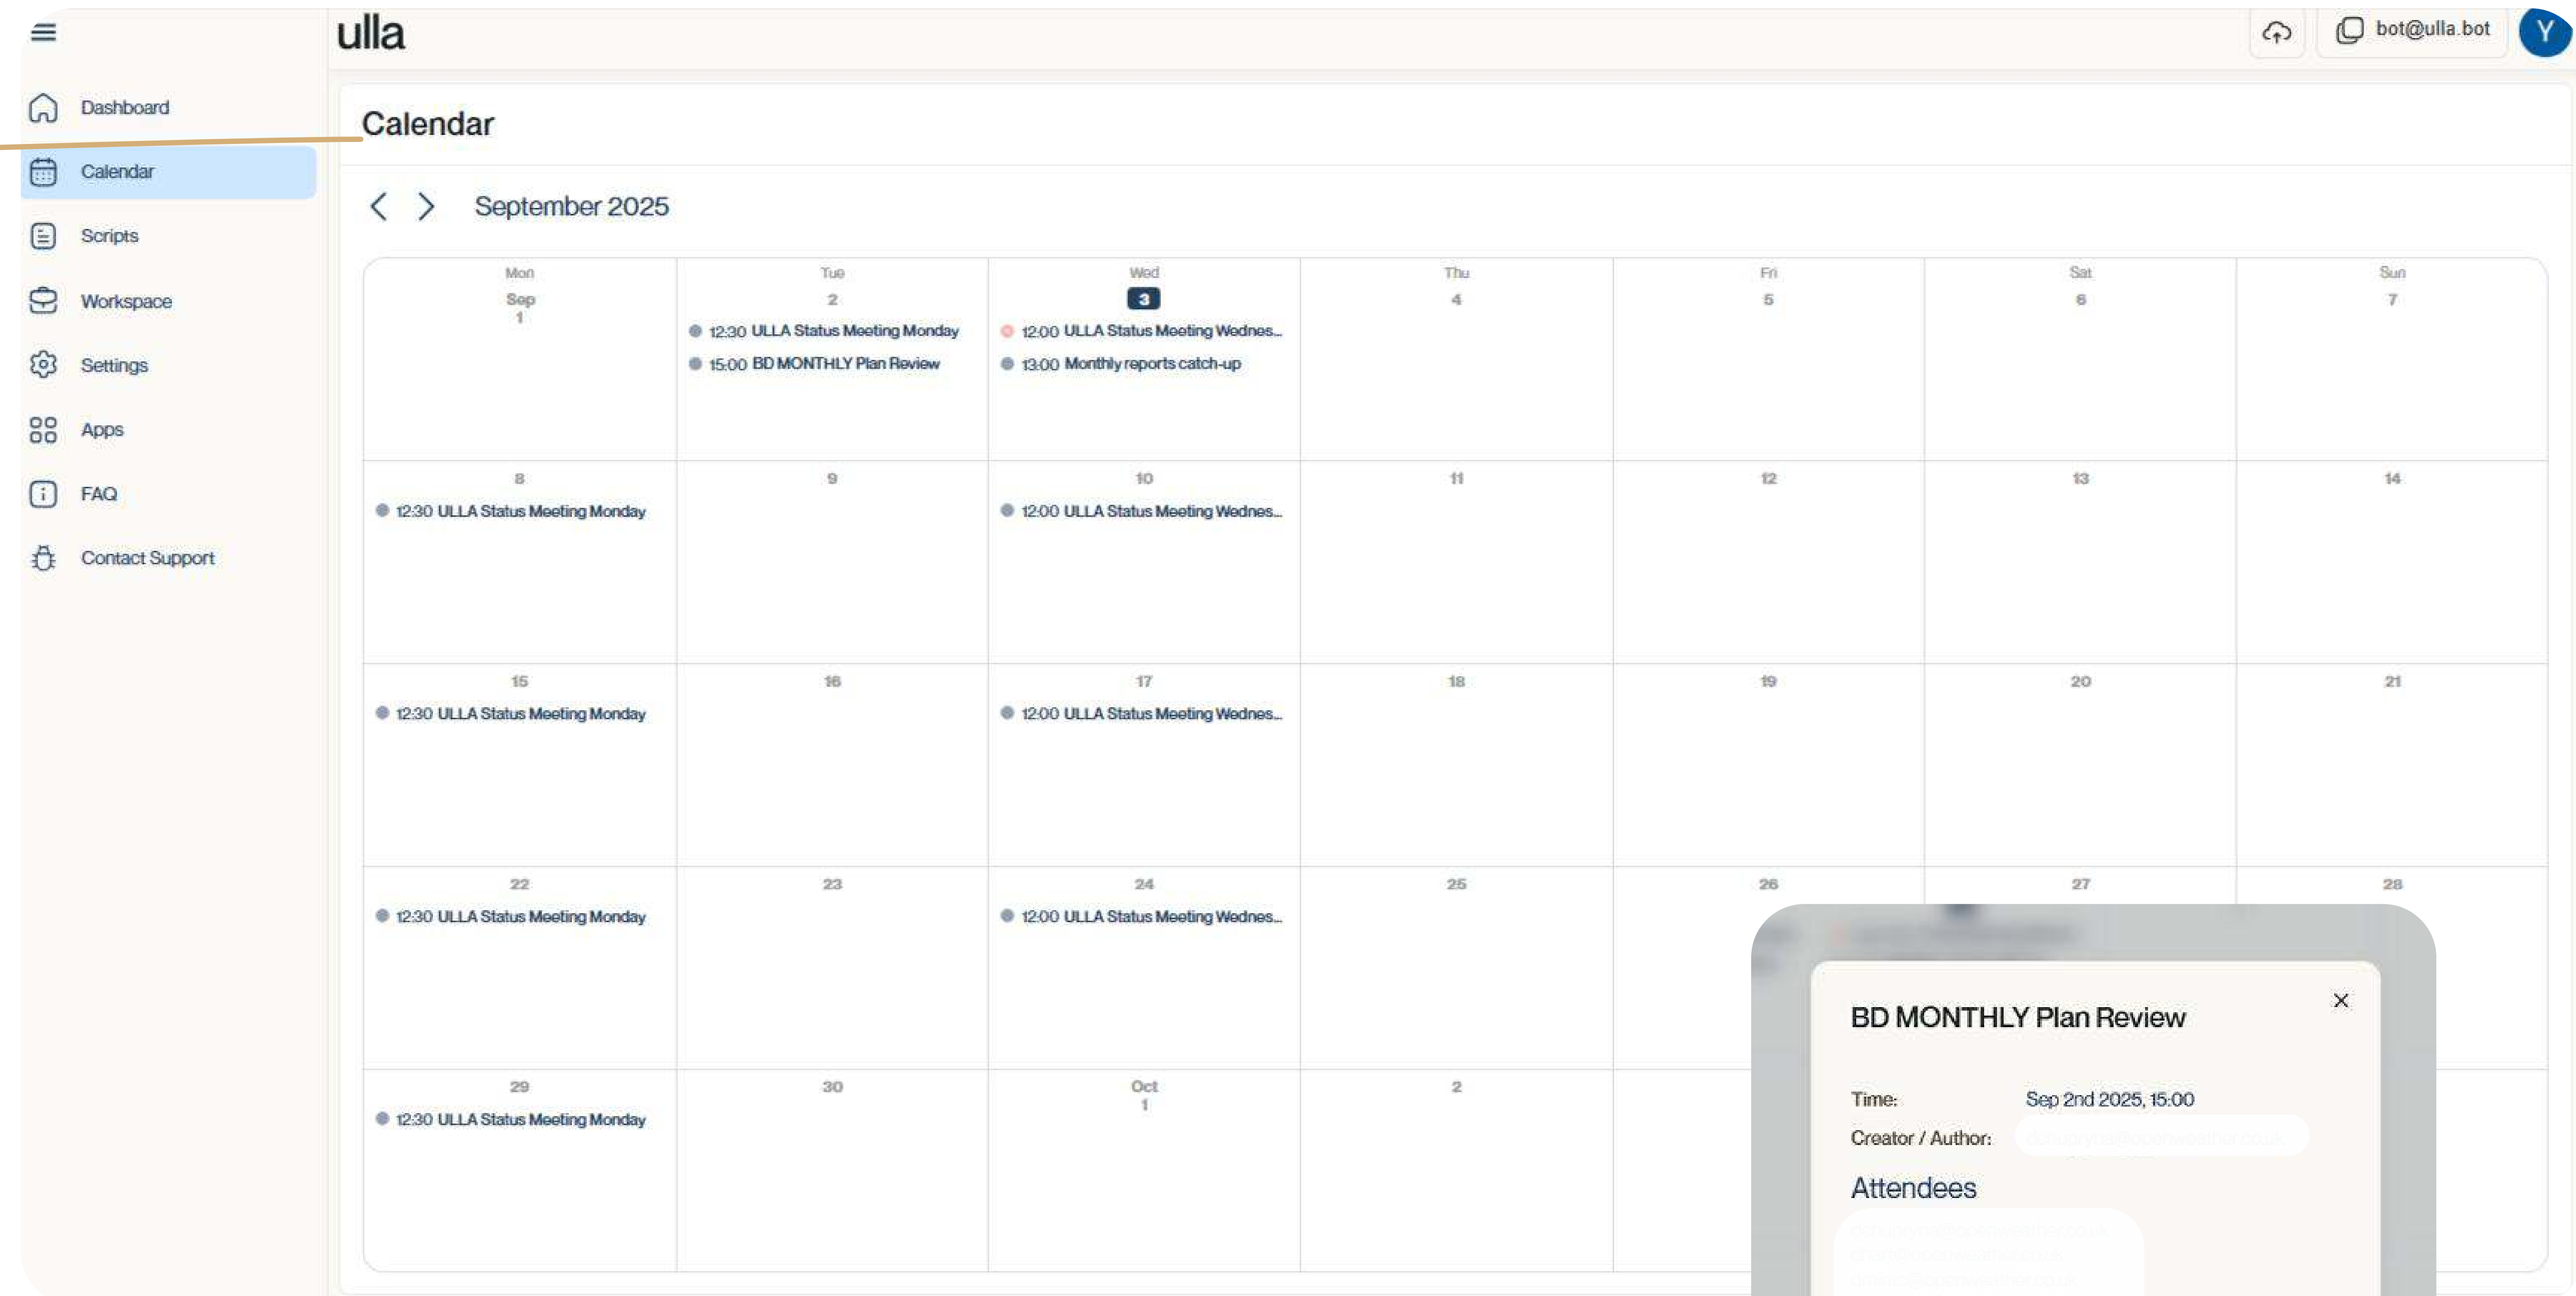 ulla
bot@ulla.bot
Y
Dashboard
Calendar
Scripts
Workspace
Settings
Apps
FAQ
Contact Support
Calendar
September 2025
Mon Tue Wed Thu Fri Sat Sun
Sep 1
2
12:30 ULLA Status Meeting Monday
15:00 BD MONTHLY Plan Review
3
12:00 ULLA Status Meeting Wednes...
13:00 Monthly reports catch-up
4
5
6
7
8
12:30 ULLA Status Meeting Monday
9
10
12:00 ULLA Status Meeting Wednes...
11
12
13
14
15
12:30 ULLA Status Meeting Monday
16
17
12:00 ULLA Status Meeting Wednes...
18
19
20
21
22
12:30 ULLA Status Meeting Monday
23
24
12:00 ULLA Status Meeting Wednes...
25
26
27
28
29
12:30 ULLA Status Meeting Monday
30
Oct 1
2
BD MONTHLY Plan Review
Time: Sep 2nd 2025, 15:00
Creator / Author:
Attendees